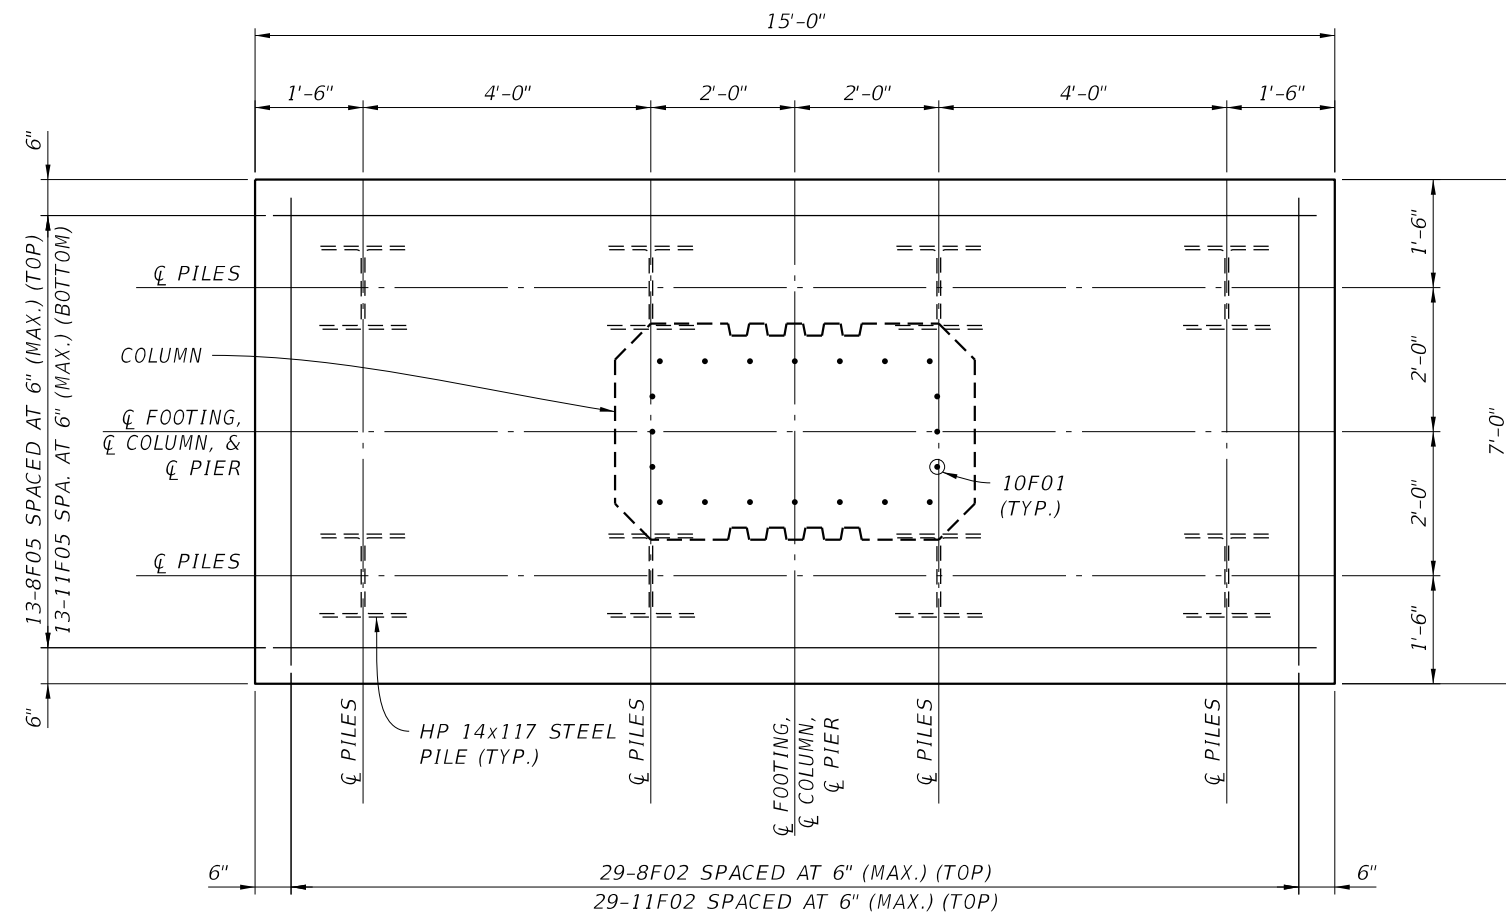 15'-0"
1'-6"
4'-0"
2'-0"
2'-0"
4'-0"
1'-6"
6"
13-8F05 SPACED AT 6" (MAX.) (TOP)
13-11F05 SPA. AT 6" (MAX.) (BOTTOM)
6"
℄ PILES
COLUMN
℄ FOOTING,
℄ COLUMN, &
℄ PIER
℄ PILES
10F01
(TYP.)
1'-6"
2'-0"
2'-0"
1'-6"
7'-0"
HP 14x117 STEEL
PILE (TYP.)
℄ PILES
℄ PILES
℄ FOOTING,
℄ COLUMN,
℄ PIER
℄ PILES
℄ PILES
6"
29-8F02 SPACED AT 6" (MAX.) (TOP)
29-11F02 SPACED AT 6" (MAX.) (TOP)
6"